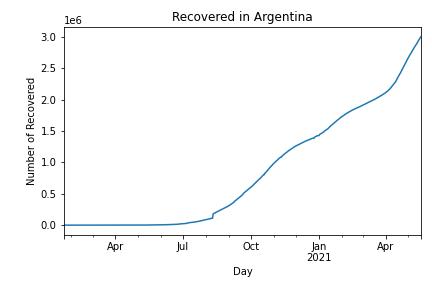 Recovered in Argentina
1e6
3.0
2.5
2.0
1.5
1.0
0.5
0.0
Number of Recovered
Apr Jul Oct Jan Apr
2021
Day